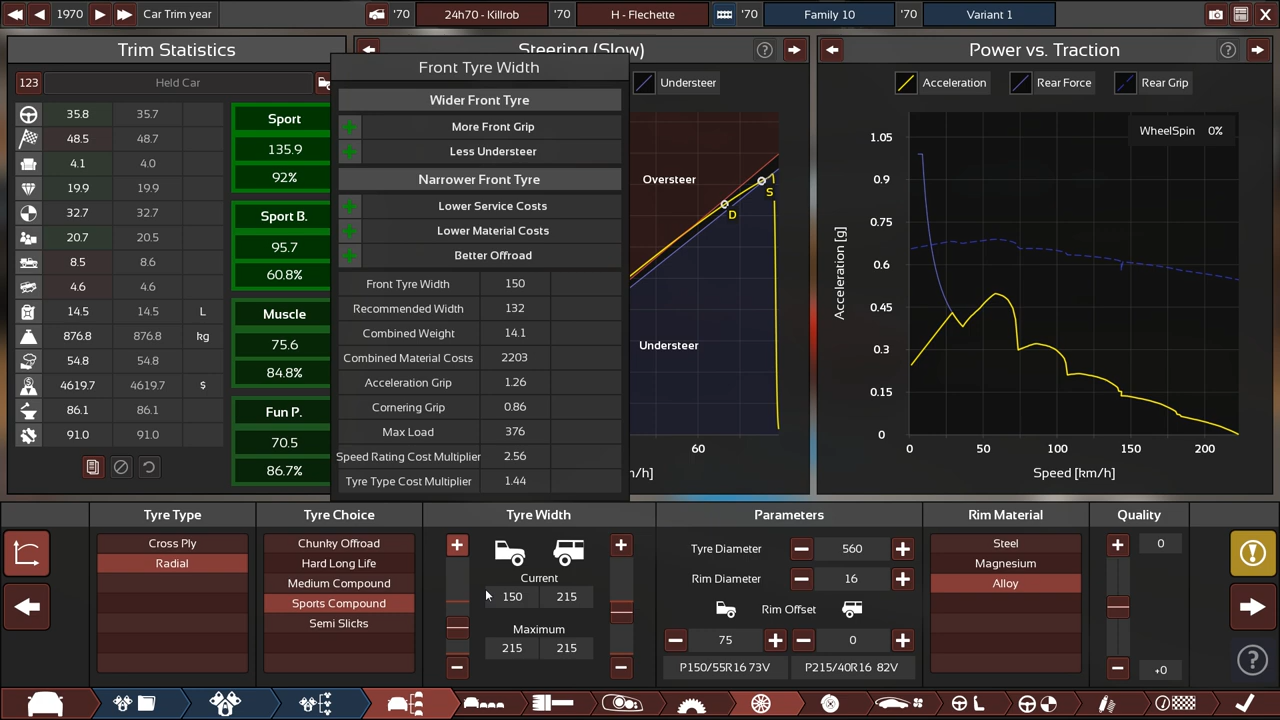 1970 Car Trim year '70 24h70 - Killrob '70 H - Flechette '70 Family 10 '70 Variant 1
Trim Statistics
123 Held Car
35.8 35.7
48.5 48.7
4.1 4.0
19.9 19.9
32.7 32.7
20.7 20.5
8.5 8.6
4.6 4.6
14.5 14.5 L
876.8 876.8 kg
54.8 54.8
4619.7 4619.7 $
86.1 86.1
91.0 91.0
Sport
135.9
92%
Sport B.
95.7
60.8%
Muscle
75.6
84.8%
Fun P.
70.5
86.7%
Front Tyre Width
Wider Front Tyre
+ More Front Grip
+ Less Understeer
Narrower Front Tyre
+ Lower Service Costs
+ Lower Material Costs
+ Better Offroad
Front Tyre Width 150
Recommended Width 132
Combined Weight 14.1
Combined Material Costs 2203
Acceleration Grip 1.26
Cornering Grip 0.86
Max Load 376
Speed Rating Cost Multiplier 2.56
Tyre Type Cost Multiplier 1.44
Steering (Slow) ?
Understeer
Oversteer
S
D
Understeer
60
/h]
Power vs. Traction ?
Acceleration Rear Force Rear Grip
WheelSpin 0%
1.05
0.9
0.75
0.6
0.45
0.3
0.15
0
Acceleration [g]
0 50 100 150 200
Speed [km/h]
Tyre Type
Cross Ply
Radial
Tyre Choice
Chunky Offroad
Hard Long Life
Medium Compound
Sports Compound
Semi Slicks
Tyre Width
Current
150 215
Maximum
215 215
Parameters
Tyre Diameter 560
Rim Diameter 16
Rim Offset
75 0
P150/55R16 73V P215/40R16 82V
Rim Material
Steel
Magnesium
Alloy
Quality
0
+0
?